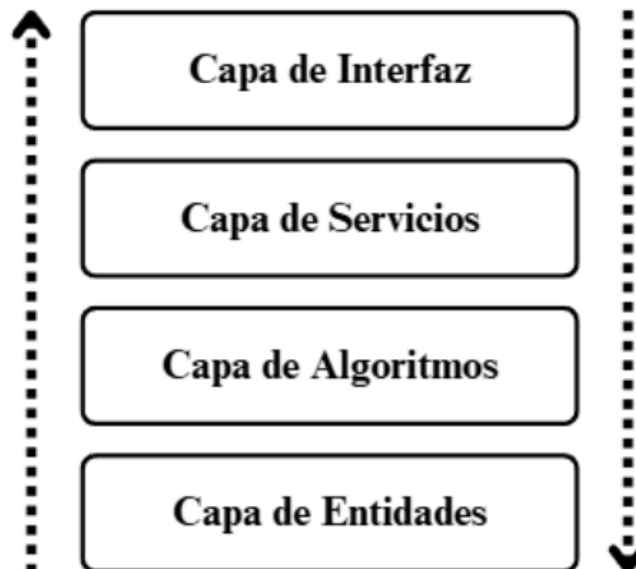 Capa de Interfaz
Capa de Servicios
Capa de Algoritmos
Capa de Entidades